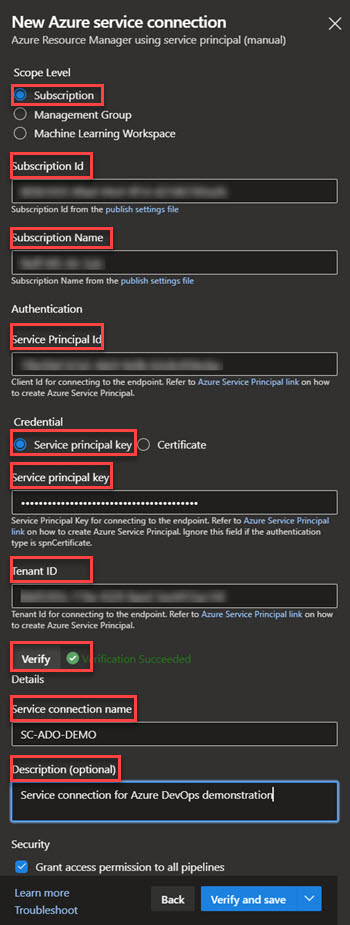 New Azure service connection
Azure Resource Manager using service principal (manual)
Scope Level
Subscription
Management Group
Machine Learning Workspace
Subscription Id
Subscription Id from the publish settings file
Subscription Name
Subscription Name from the publish settings file
Authentication
Service Principal Id
Client Id for connecting to the endpoint. Refer to Azure Service Principal link on how
to create Azure Service Principal.
Credential
Service principal key Certificate
Service principal key
Service Principal Key for connecting to the endpoint. Refer to Azure Service Principal
link on how to create Azure Service Principal. Ignore this field if the authentication
type is spnCertificate.
Tenant ID
Tenant Id for connecting to the endpoint. Refer to Azure Service Principal link on how
to create Azure Service Principal.
Verify Verification Succeeded
Details
Service connection name
SC-ADO-DEMO
Description (optional)
Service connection for Azure DevOps demonstration
Security
Grant access permission to all pipelines
Learn more
Troubleshoot
Back
Verify and save